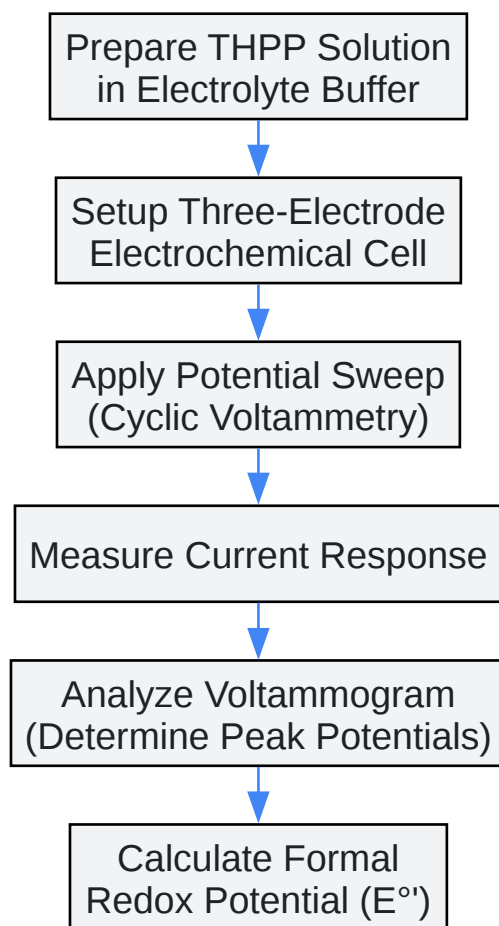 Prepare THPP Solution
in Electrolyte Buffer
Setup Three-Electrode
Electrochemical Cell
Apply Potential Sweep
(Cyclic Voltammetry)
Measure Current Response
Analyze Voltammogram
(Determine Peak Potentials)
Calculate Formal
Redox Potential (E°')